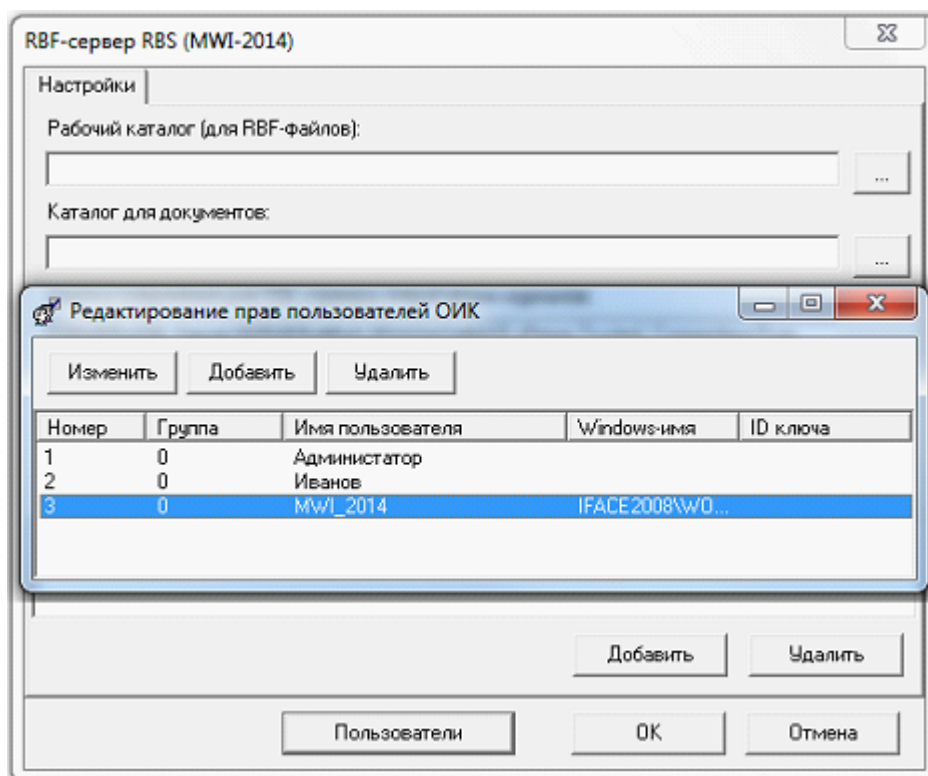 RBF-сервер RBS (MWI-2014)
Настройки
Рабочий каталог (для RBF-файлов):
...
Каталог для документов:
...
Редактирование прав пользователей ОИК
Изменить Добавить Удалить
Номер Группа Имя пользователя Windows-имя ID ключа
1 0 Администатор
2 0 Иванов
3 0 MWI_2014 IFACE2008\WO...
Добавить Удалить
Пользователи OK Отмена